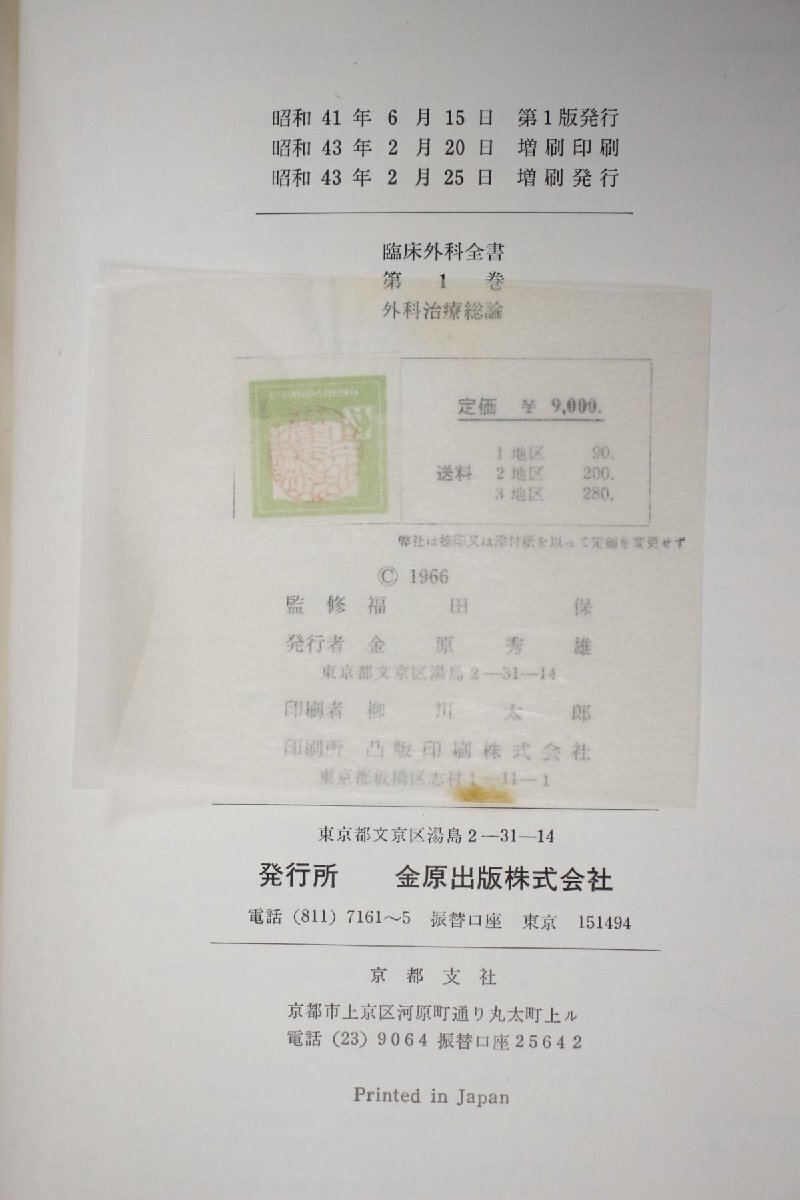 昭和 41 年 6 月 15 日 第1版発行
昭和 43 年 2 月 20 日 増刷印刷
昭和 43 年 2 月 25 日 増刷発行
臨床外科全書
第 1 巻
外科治療総論
定価 ¥ 9,000.
1 地区 90.
送料 2 地区 200.
3 地区 280.
弊社は捺印又は添付紙を以って定価を変更せず
© 1966
監修 福田 保
発行者 金原秀雄
東京都文京区湯島2—31—14
印刷者 柳川太郎
印刷所 凸版印刷株式会社
東京都板橋区志村1—11—1
東京都文京区湯島2—31—14
発行所 金原出版株式会社
電話 (811) 7161〜5 振替口座 東京 151494
京都支社
京都市上京区河原町通り丸太町上ル
電話 (23) 9064 振替口座 25642
Printed in Japan